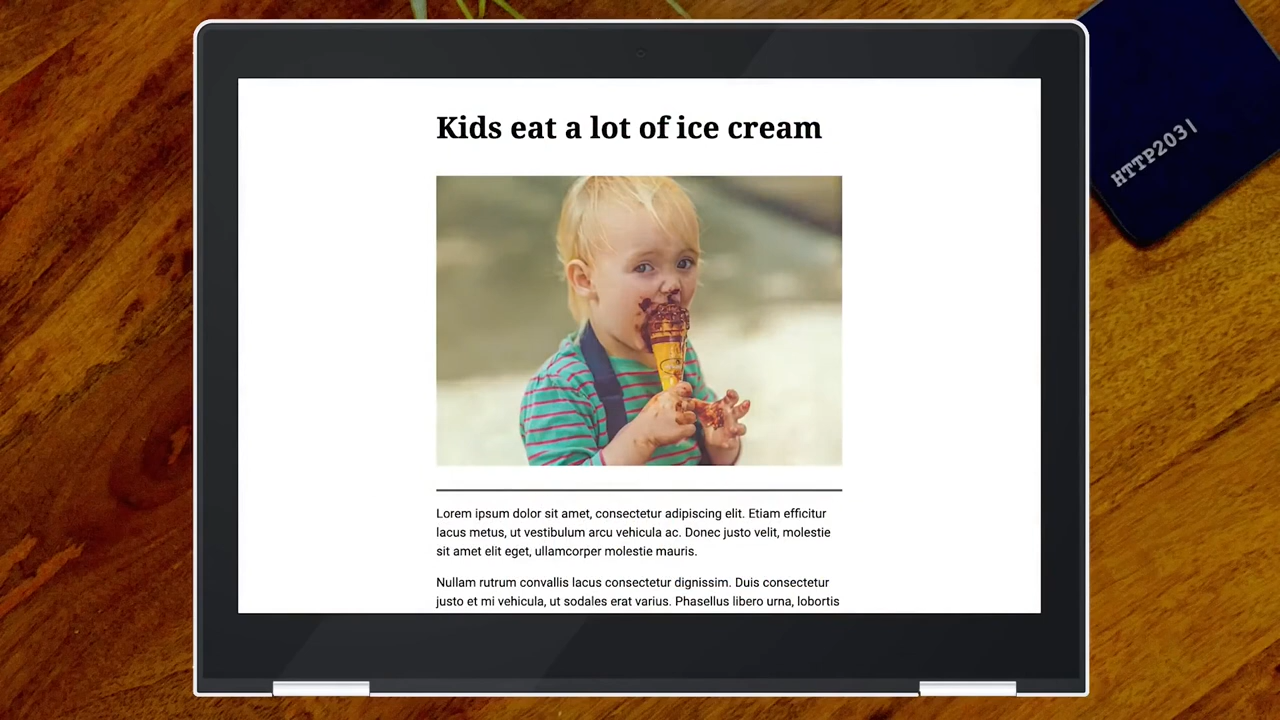 Kids eat a lot of ice cream
HTTP203|
Lorem ipsum dolor sit amet, consectetur adipiscing elit. Etiam efficitur
lacus metus, ut vestibulum arcu vehicula ac. Donec justo velit, molestie
sit amet elit eget, ullamcorper molestie mauris.
Nullam rutrum convallis lacus consectetur dignissim. Duis consectetur
justo et mi vehicula, ut sodales erat varius. Phasellus libero urna, lobortis